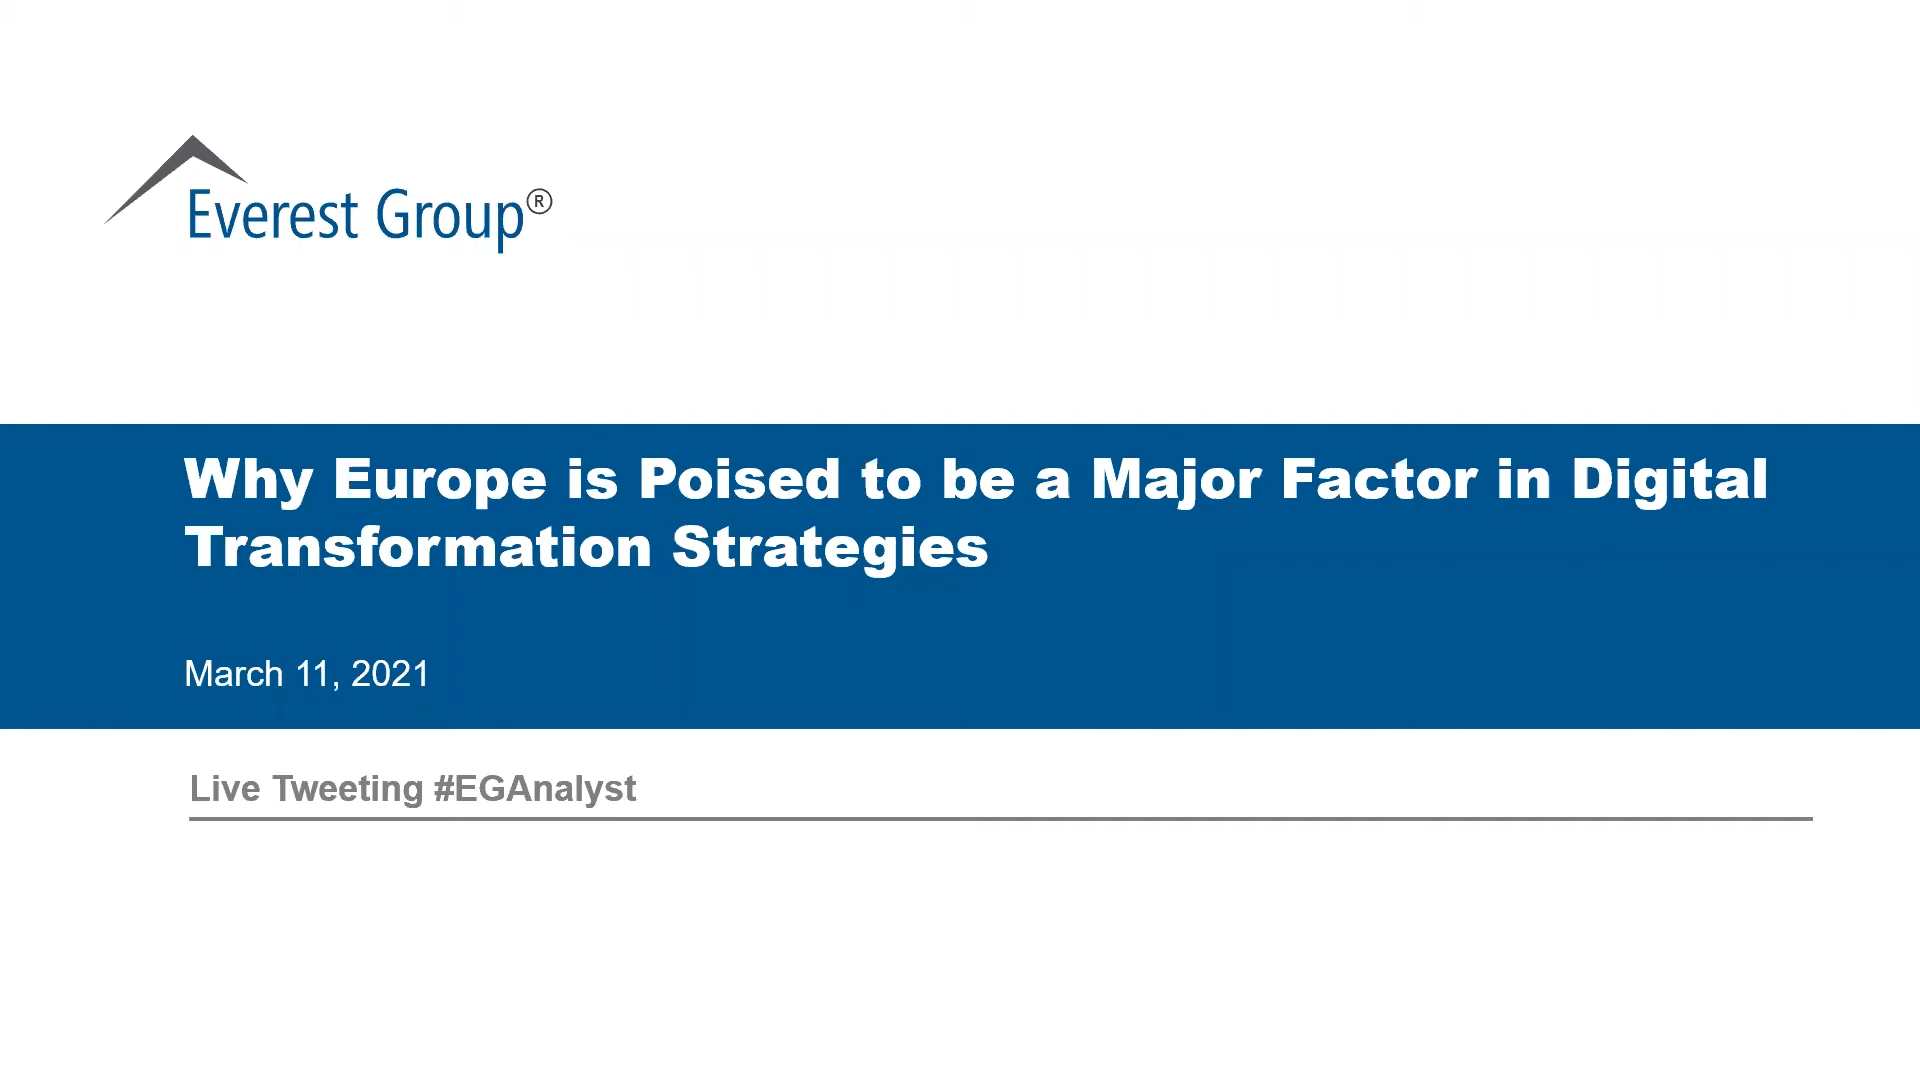 Everest Group®
Why Europe is Poised to be a Major Factor in Digital
Transformation Strategies
March 11, 2021
Live Tweeting #EGAnalyst